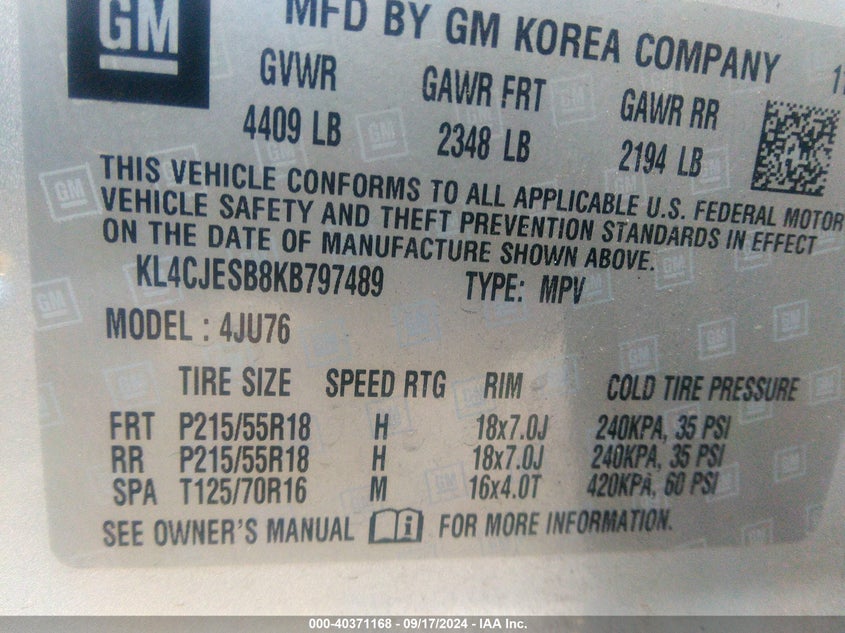 GM
MFD BY GM KOREA COMPANY
GVWR GAWR FRT GAWR RR
4409 LB 2348 LB 2194 LB
THIS VEHICLE CONFORMS TO ALL APPLICABLE U.S. FEDERAL MOTOR
VEHICLE SAFETY AND THEFT PREVENTION STANDARDS IN EFFECT
ON THE DATE OF MANUFACTURE SHOWN ABOVE.
KL4CJESB8KB797489 TYPE: MPV
MODEL : 4JU76
TIRE SIZE SPEED RTG RIM COLD TIRE PRESSURE
FRT P215/55R18 H 18x7.0J 240KPA, 35 PSI
RR P215/55R18 H 18x7.0J 240KPA, 35 PSI
SPA T125/70R16 M 16x4.0T 420KPA, 60 PSI
SEE OWNER'S MANUAL FOR MORE INFORMATION.
000-40371168 - 09/17/2024 - IAA Inc.